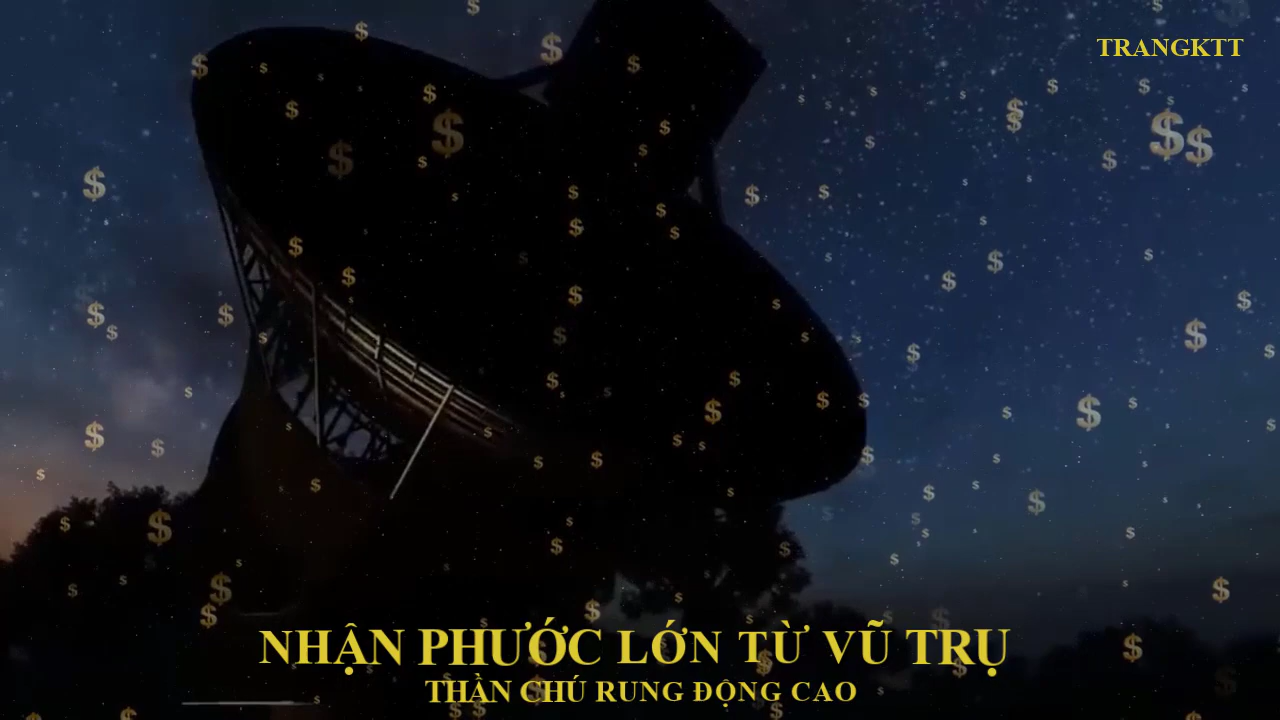 TRANGKTT
NHẬN PHƯỚC LỚN TỪ VŨ TRỤ
THẦN CHÚ RUNG ĐỘNG CAO